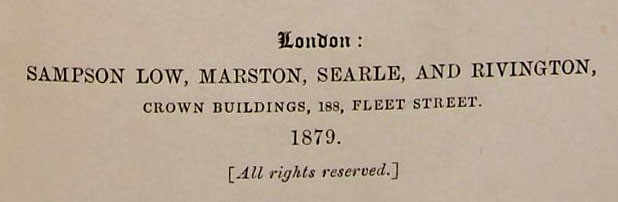 London:
SAMPSON LOW, MARSTON, SEARLE, AND RIVINGTON,
CROWN BUILDINGS, 188, FLEET STREET.
1879.
[All rights reserved.]